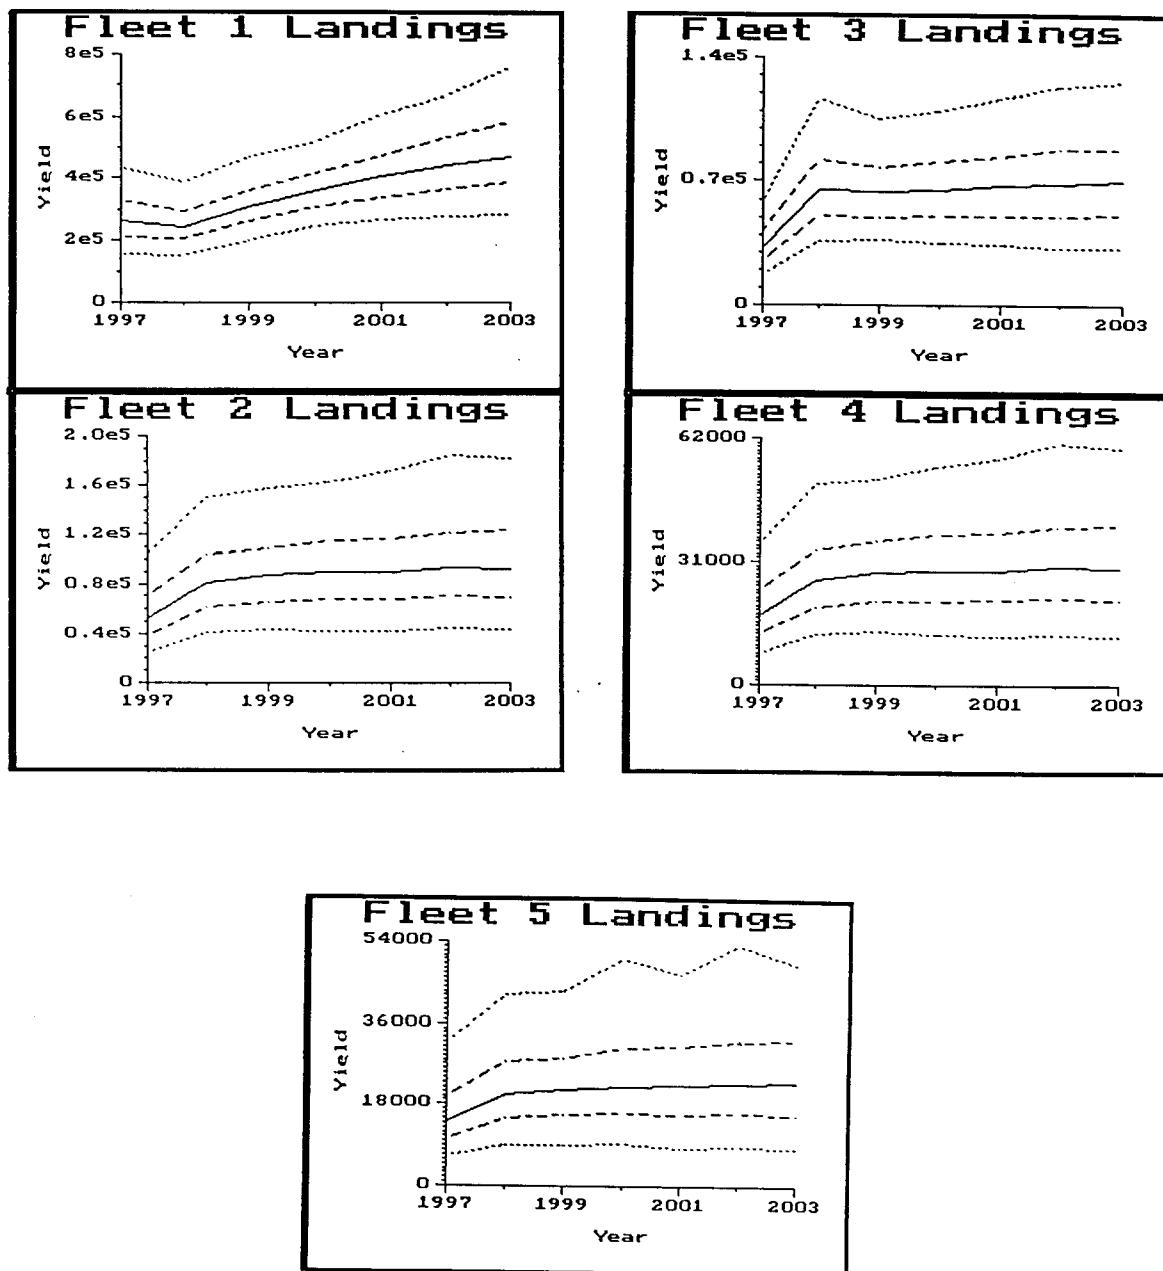 Fleet 1 Landings
8e5
6e5
4e5
2e5
0
Yield
1997 1999 2001 2003
Year
Fleet 3 Landings
1.4e5
0.7e5
0
Yield
1997 1999 2001 2003
Year
Fleet 2 Landings
2.0e5
1.6e5
1.2e5
0.8e5
0.4e5
0
Yield
1997 1999 2001 2003
Year
Fleet 4 Landings
62000
31000
0
Yield
1997 1999 2001 2003
Year
Fleet 5 Landings
54000
36000
18000
0
Yield
1997 1999 2001 2003
Year